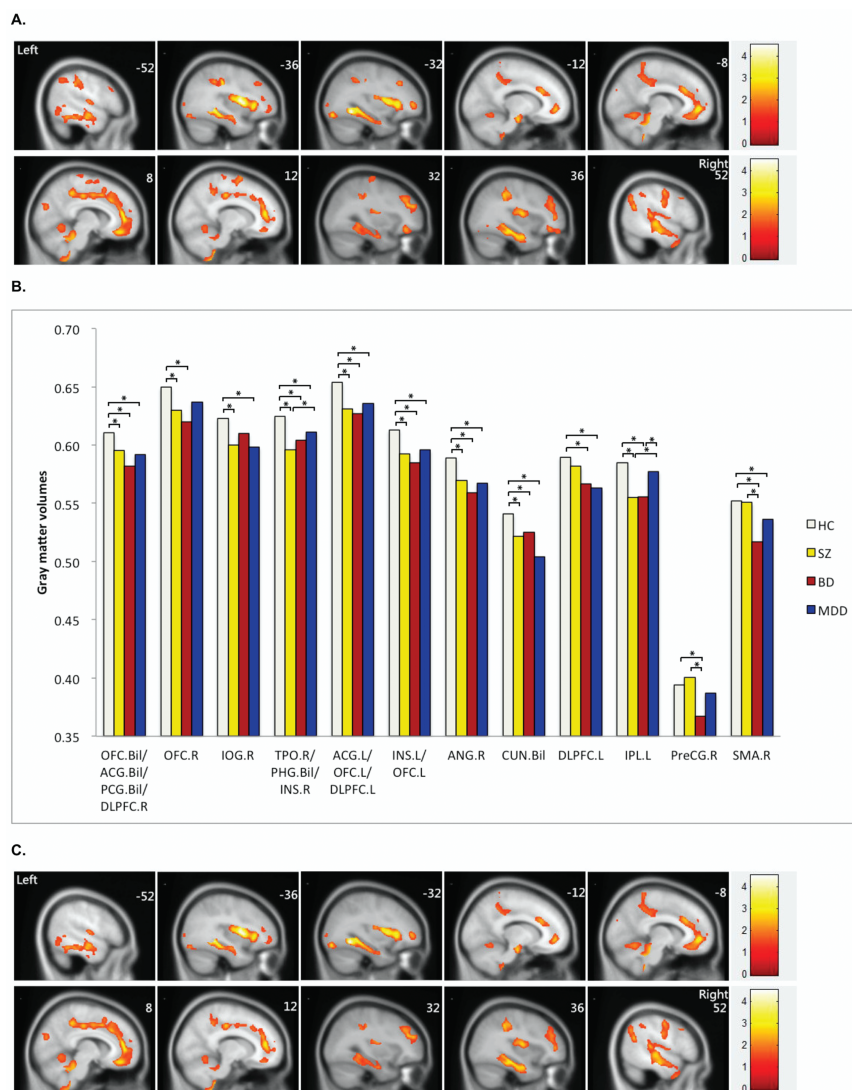 A.
Left
-52
-36
-32
-12
-8
4
3
2
1
0
8
12
32
36
Right
52
4
3
2
1
0
B.
Gray matter volumes
0.70
0.65
0.60
0.55
0.50
0.45
0.40
0.35
* * *
* *
* *
* * * *
* * *
* * *
* * *
* * *
* *
* * * *
* *
* * *
HC
SZ
BD
MDD
OFC.Bil/
ACG.Bil/
PCG.Bil/
DLPFC.R
OFC.R
IOG.R
TPO.R/
PHG.Bil/
INS.R
ACG.L/
OFC.L/
DLPFC.L
INS.L/
OFC.L
ANG.R
CUN.Bil
DLPFC.L
IPL.L
PreCG.R
SMA.R
C.
Left
-52
-36
-32
-12
-8
4
3
2
1
0
8
12
32
36
Right
52
4
3
2
1
0